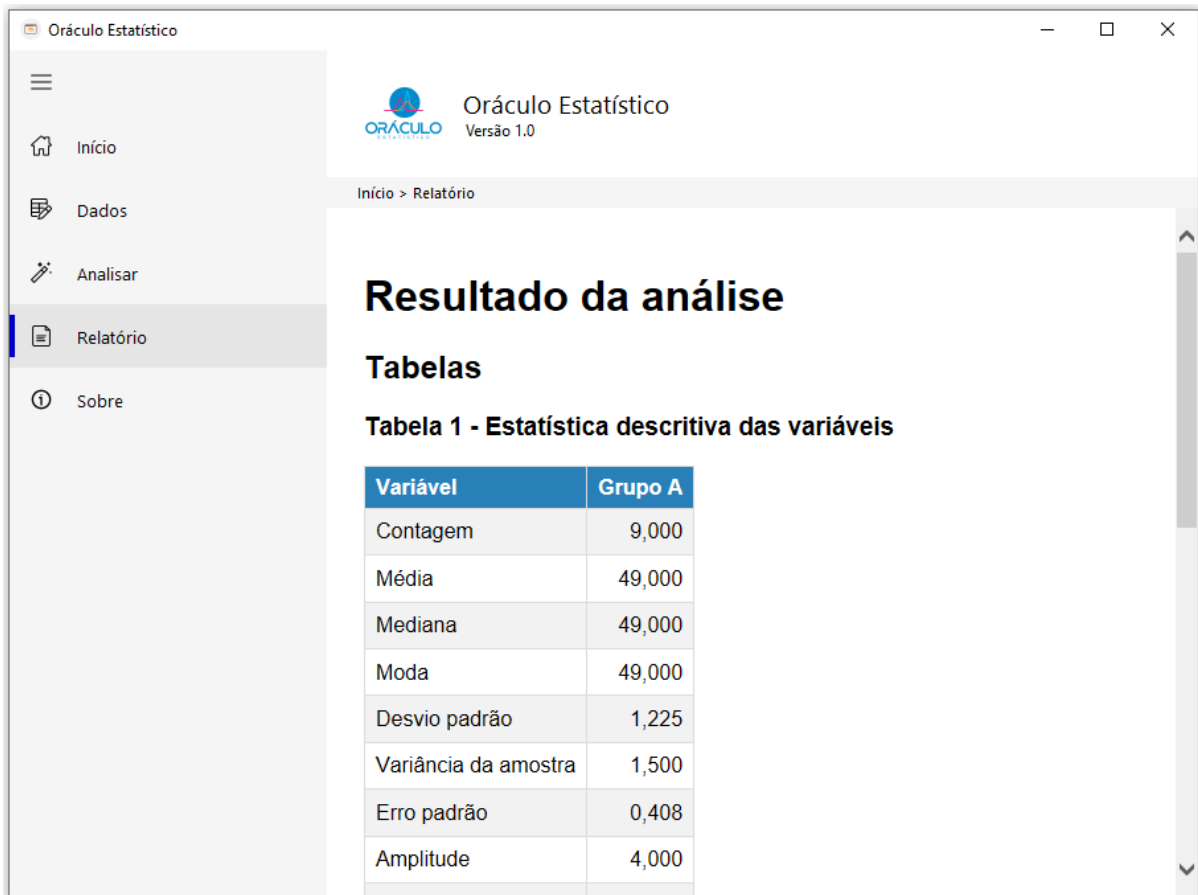 Oráculo Estatístico
Início
Dados
Analisar
Relatório
Sobre
ORÁCULO
ESTATÍSTICO
Oráculo Estatístico
Versão 1.0
Início > Relatório
Resultado da análise
Tabelas
Tabela 1 - Estatística descritiva das variáveis
Variável Grupo A
Contagem 9,000
Média 49,000
Mediana 49,000
Moda 49,000
Desvio padrão 1,225
Variância da amostra 1,500
Erro padrão 0,408
Amplitude 4,000